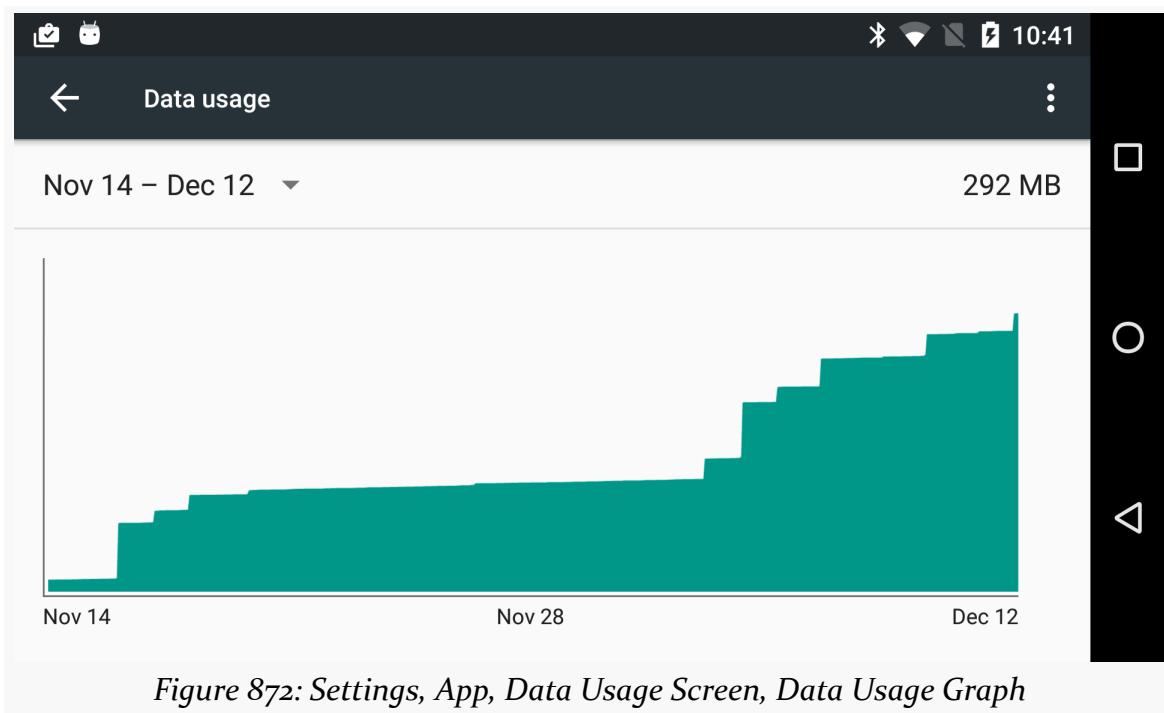 10:41
Data usage
Nov 14 – Dec 12 292 MB
Nov 14 Nov 28 Dec 12
Figure 872: Settings, App, Data Usage Screen, Data Usage Graph